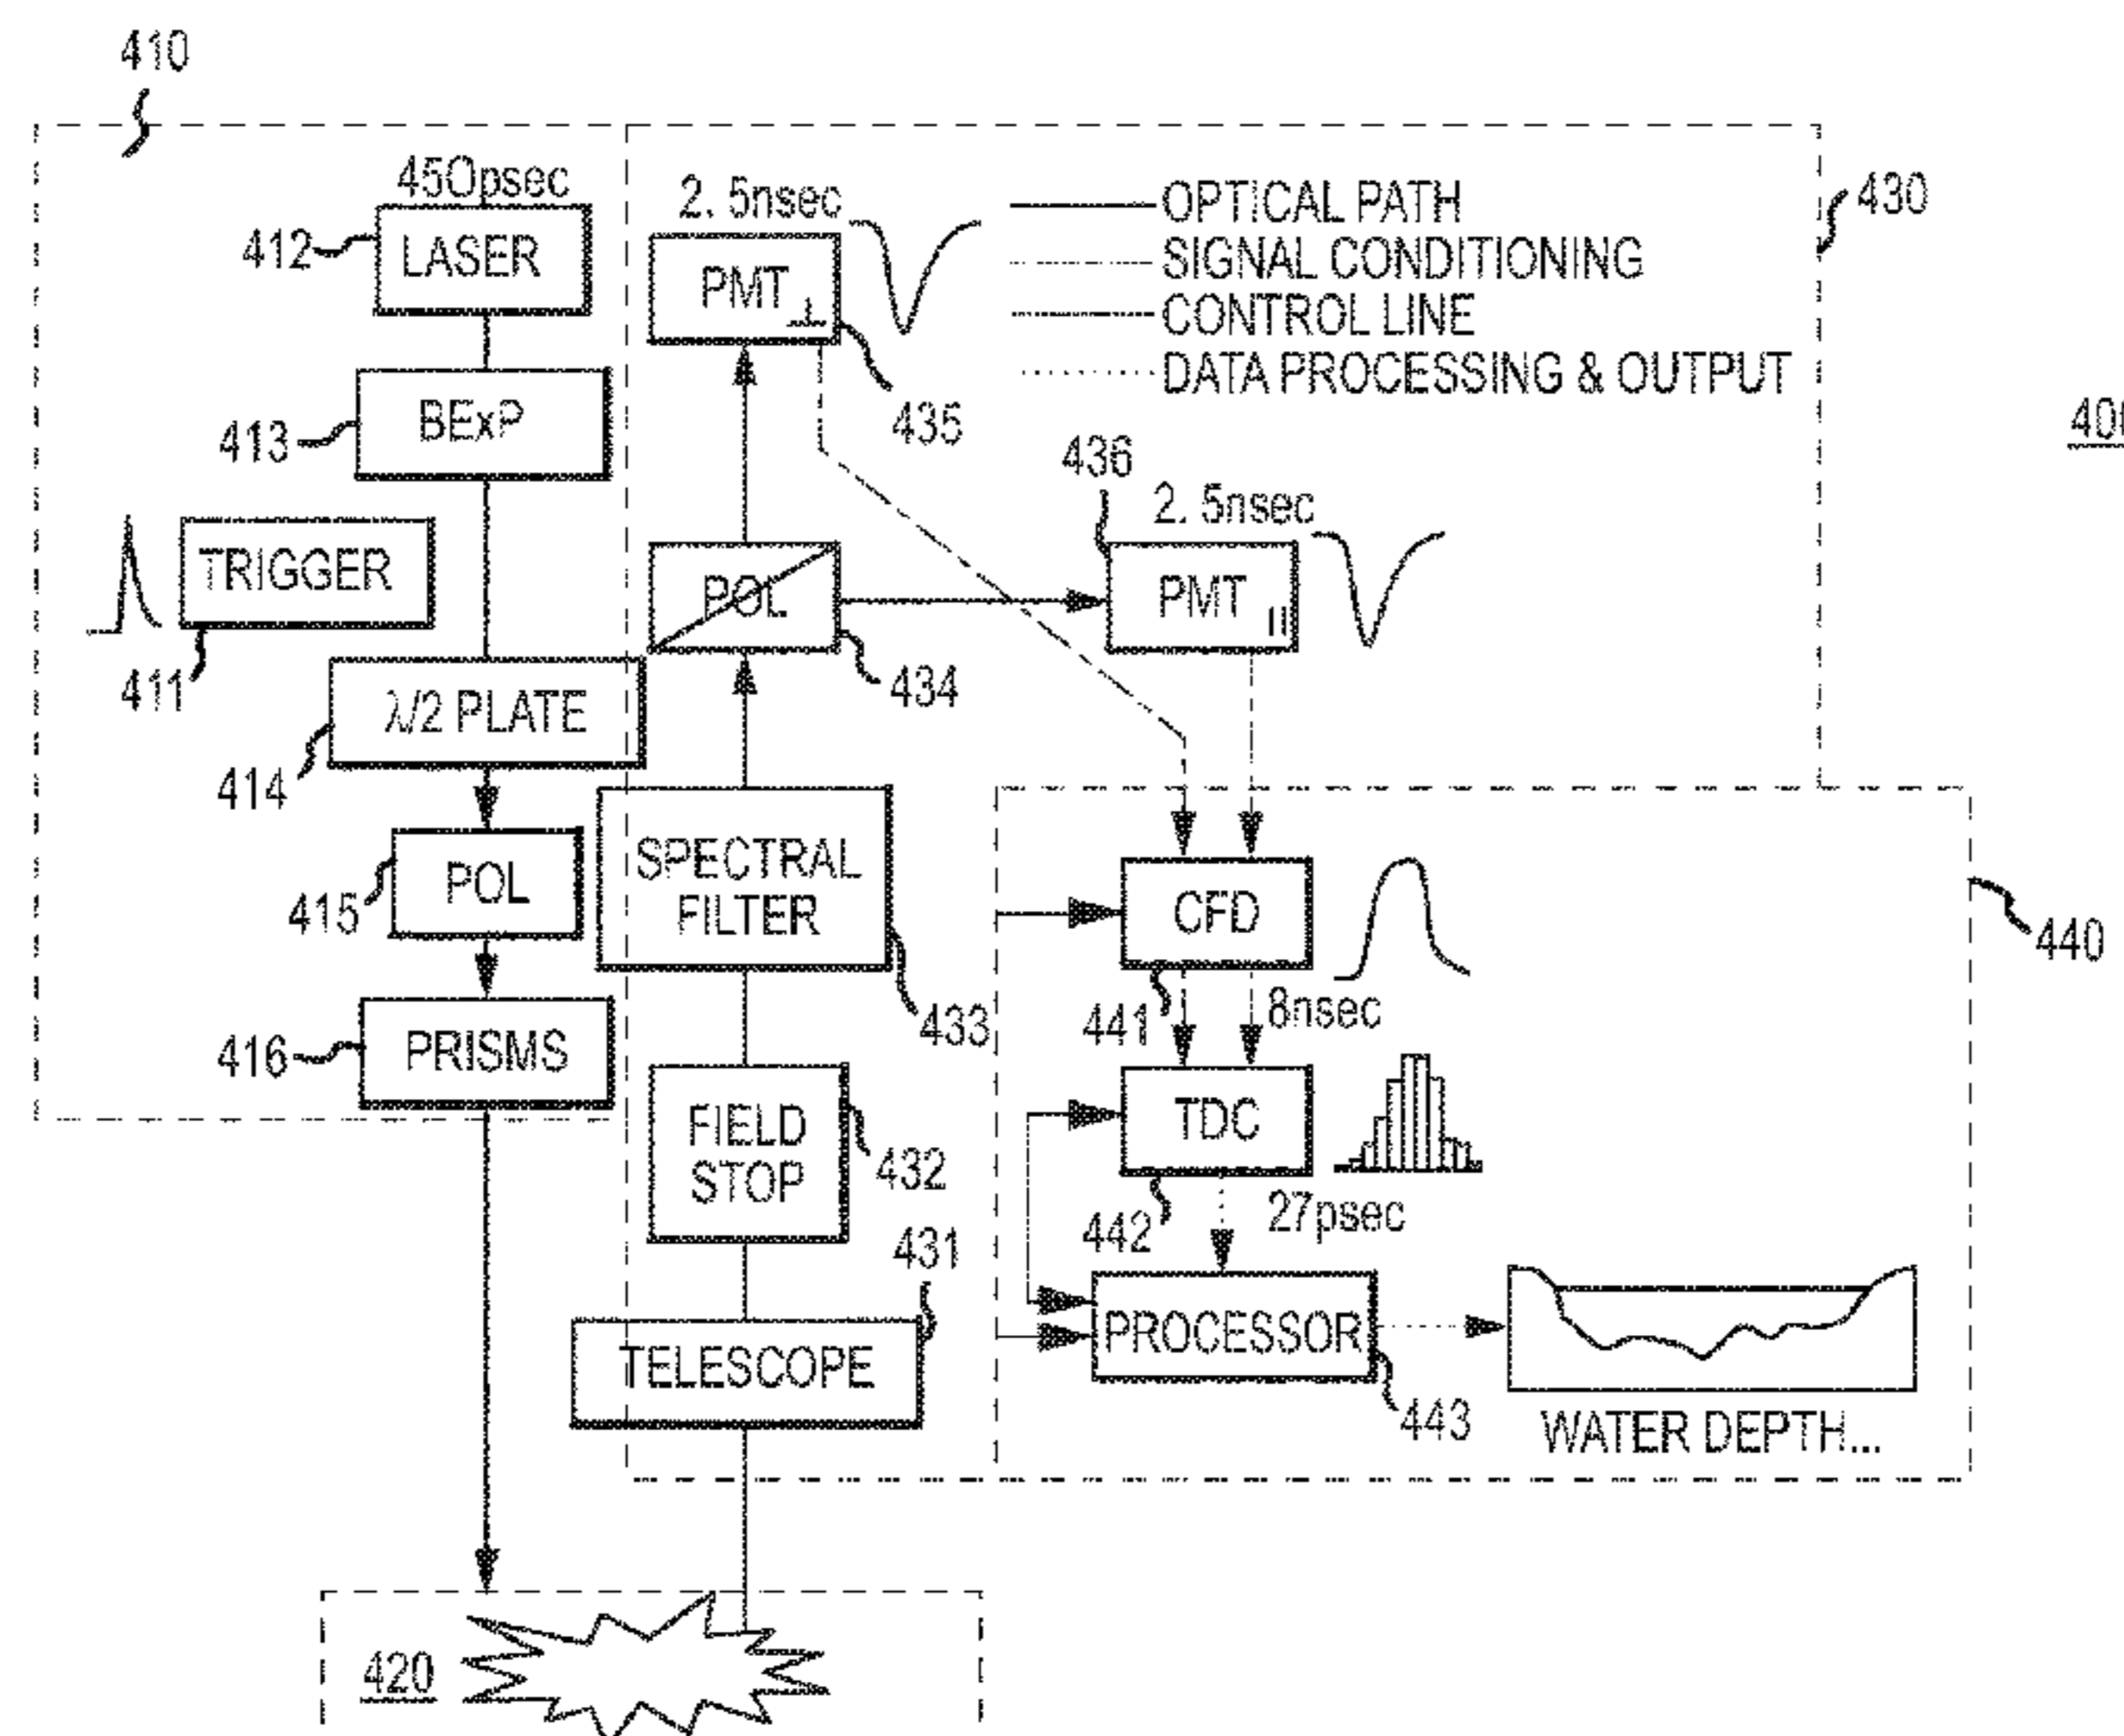 410
450psec
412
LASER
413
BExP
TRIGGER
411
λ/2 PLATE
414
POL
415
PRISMS
416
2. 5nsec
PMT ⊥
435
OPTICAL PATH
SIGNAL CONDITIONING
CONTROL LINE
DATA PROCESSING & OUTPUT
430
436
2. 5nsec
PMT ||
POL
434
SPECTRAL
FILTER
433
FIELD
STOP
432
431
TELESCOPE
CFD
441
8nsec
440
TDC
442
27psec
PROCESSOR
443
WATER DEPTH...
420